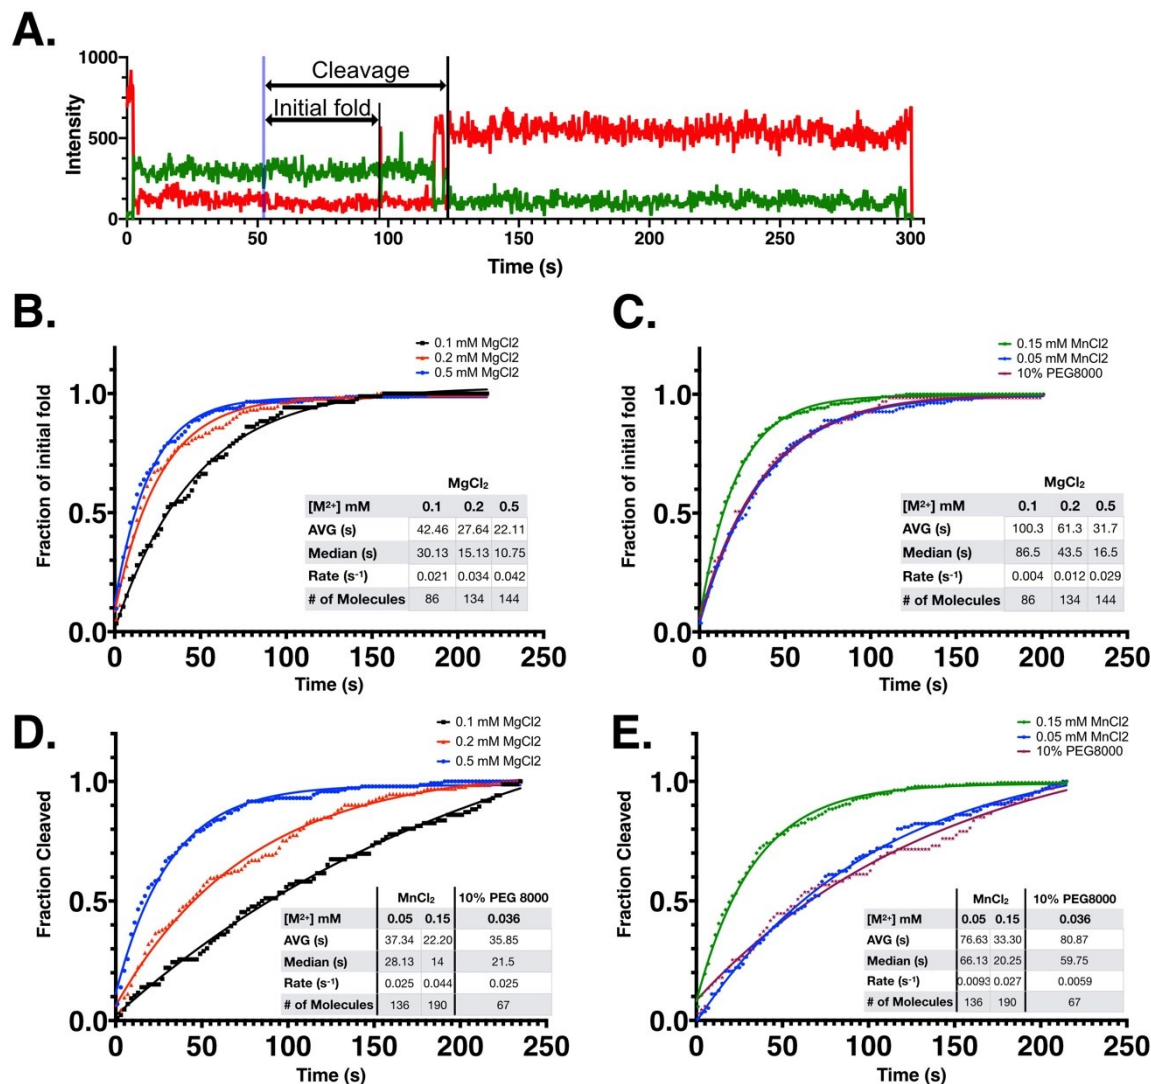 A.
1000
500
0
Intensity
Cleavage
Initial fold
0 50 100 150 200 250 300
Time (s)
B.
0.1 mM MgCl2
0.2 mM MgCl2
0.5 mM MgCl2
Fraction of initial fold
1.0
0.5
0.0
MgCl₂
[M²⁺] mM 0.1 0.2 0.5
AVG (s) 42.46 27.64 22.11
Median (s) 30.13 15.13 10.75
Rate (s⁻¹) 0.021 0.034 0.042
# of Molecules 86 134 144
0 50 100 150 200 250
Time (s)
C.
0.15 mM MnCl2
0.05 mM MnCl2
10% PEG8000
Fraction of initial fold
1.0
0.5
0.0
MgCl₂
[M²⁺] mM 0.1 0.2 0.5
AVG (s) 100.3 61.3 31.7
Median (s) 86.5 43.5 16.5
Rate (s⁻¹) 0.004 0.012 0.029
# of Molecules 86 134 144
0 50 100 150 200 250
Time (s)
D.
0.1 mM MgCl2
0.2 mM MgCl2
0.5 mM MgCl2
Fraction Cleaved
1.0
0.5
0.0
MnCl₂ 10% PEG 8000
[M²⁺] mM 0.05 0.15 0.036
AVG (s) 37.34 22.20 35.85
Median (s) 28.13 14 21.5
Rate (s⁻¹) 0.025 0.044 0.025
# of Molecules 136 190 67
0 50 100 150 200 250
Time (s)
E.
0.15 mM MnCl2
0.05 mM MnCl2
10% PEG8000
Fraction Cleaved
1.0
0.5
0.0
MnCl₂ 10% PEG8000
[M²⁺] mM 0.05 0.15 0.036
AVG (s) 76.63 33.30 80.87
Median (s) 66.13 20.25 59.75
Rate (s⁻¹) 0.0093 0.027 0.0059
# of Molecules 136 190 67
0 50 100 150 200 250
Time (s)